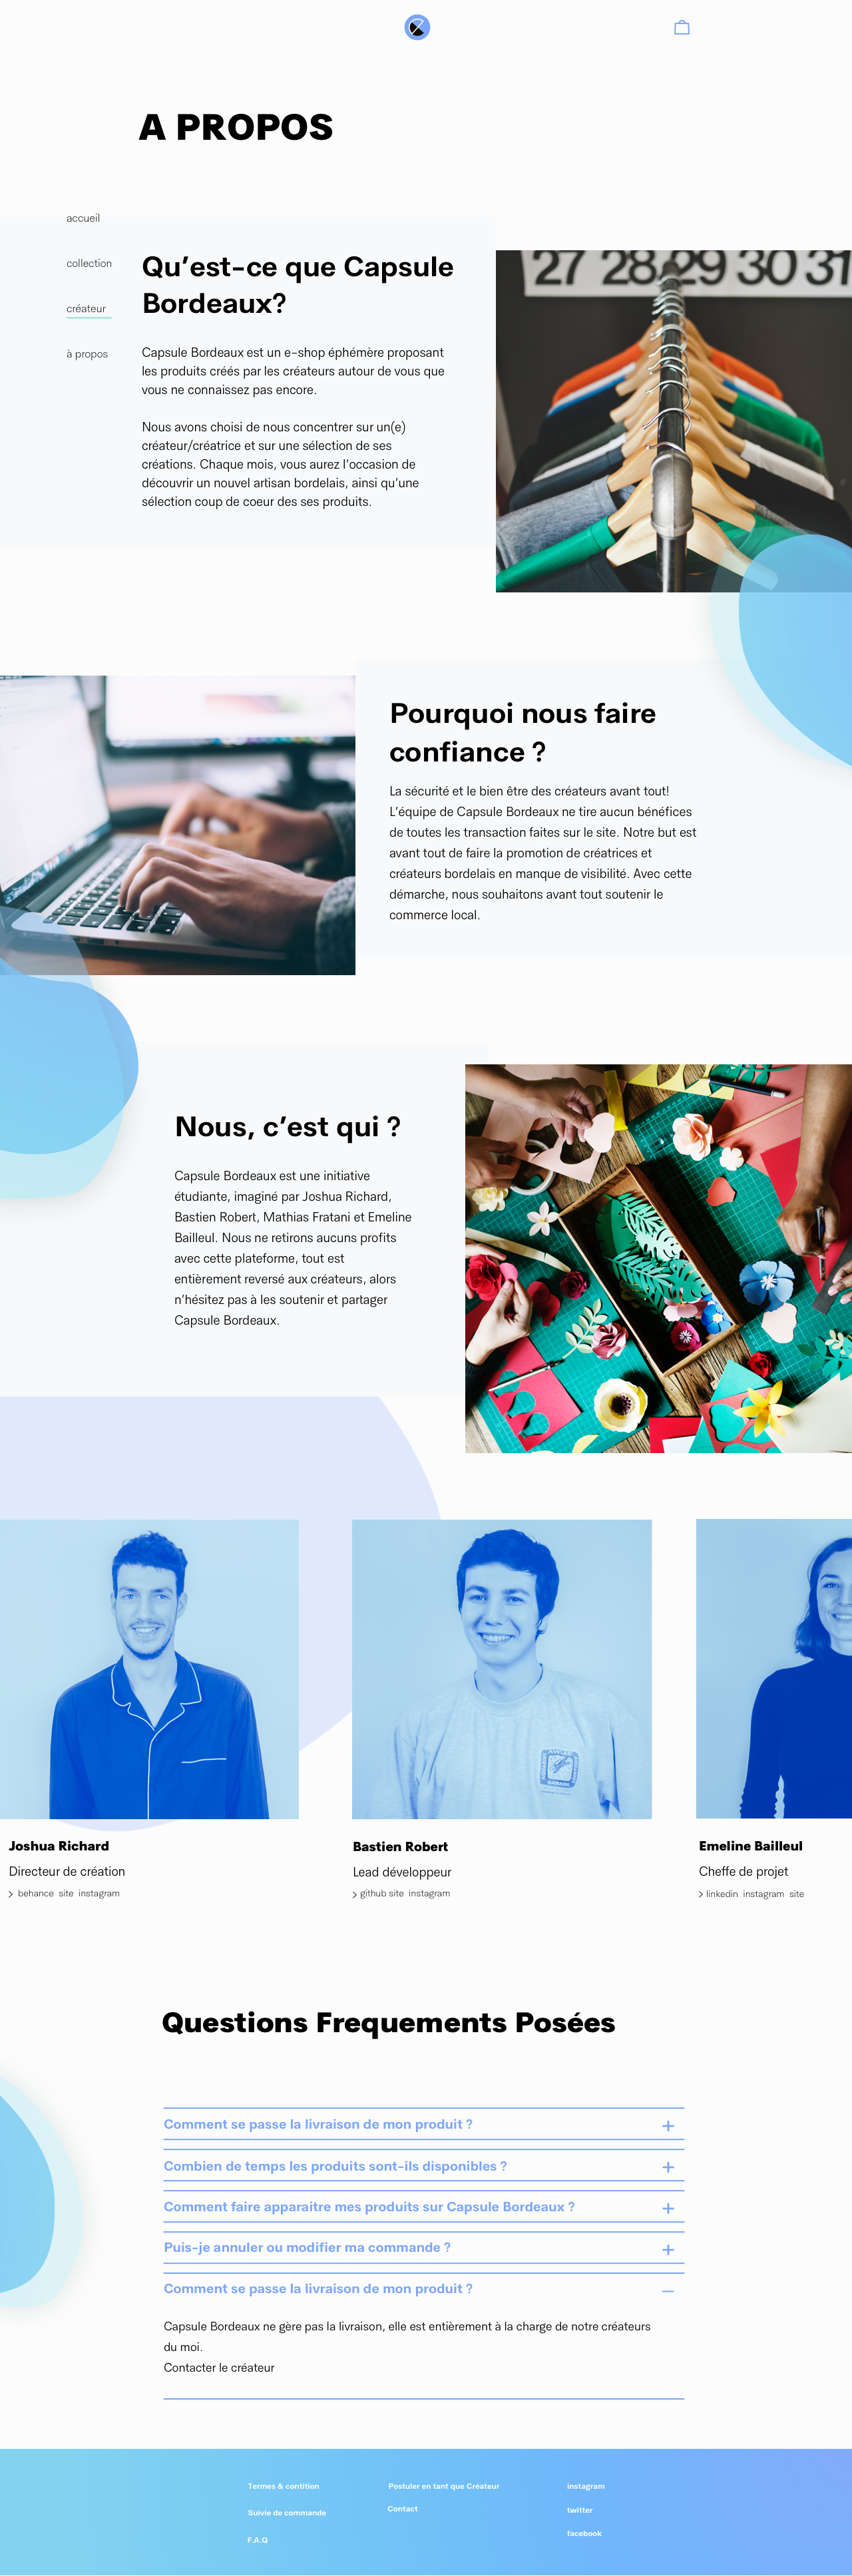 A PROPOS
accueil
collection
créateur
à propos
Qu’est-ce que Capsule
Bordeaux?
Capsule Bordeaux est un e-shop éphémère proposant
les produits créés par les créateurs autour de vous que
vous ne connaissez pas encore.
Nous avons choisi de nous concentrer sur un(e)
créateur/créatrice et sur une sélection de ses
créations. Chaque mois, vous aurez l’occasion de
découvrir un nouvel artisan bordelais, ainsi qu’une
sélection coup de coeur des ses produits.
27 28 29 30 31
Pourquoi nous faire
confiance ?
La sécurité et le bien être des créateurs avant tout!
L’équipe de Capsule Bordeaux ne tire aucun bénéfices
de toutes les transaction faites sur le site. Notre but est
avant tout de faire la promotion de créatrices et
créateurs bordelais en manque de visibilité. Avec cette
démarche, nous souhaitons avant tout soutenir le
commerce local.
Nous, c’est qui ?
Capsule Bordeaux est une initiative
étudiante, imaginé par Joshua Richard,
Bastien Robert, Mathias Fratani et Emeline
Bailleul. Nous ne retirons aucuns profits
avec cette plateforme, tout est
entièrement reversé aux créateurs, alors
n’hésitez pas à les soutenir et partager
Capsule Bordeaux.
Joshua Richard
Directeur de création
behance site instagram
Bastien Robert
Lead développeur
github site instagram
Emeline Bailleul
Cheffe de projet
linkedin instagram site
Questions Frequements Posées
Comment se passe la livraison de mon produit ? +
Combien de temps les produits sont-ils disponibles ? +
Comment faire apparaitre mes produits sur Capsule Bordeaux ? +
Puis-je annuler ou modifier ma commande ? +
Comment se passe la livraison de mon produit ? —
Capsule Bordeaux ne gère pas la livraison, elle est entièrement à la charge de notre créateurs
du moi.
Contacter le créateur
Termes & contition
Suivie de commande
F.A.Q
Postuler en tant que Créateur
Contact
instagram
twitter
facebook